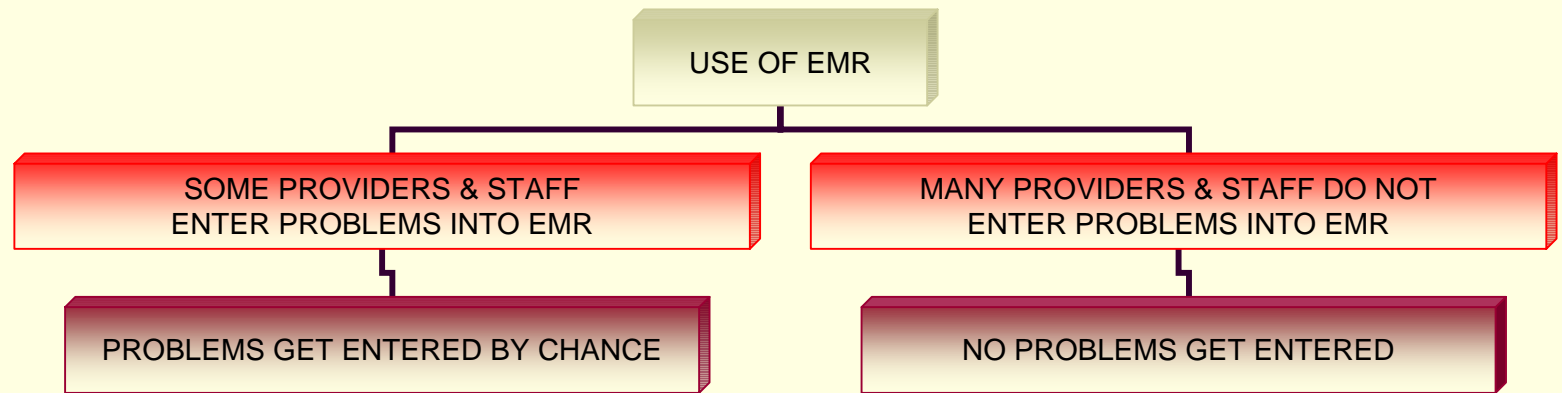 USE OF EMR
SOME PROVIDERS & STAFF
ENTER PROBLEMS INTO EMR
MANY PROVIDERS & STAFF DO NOT
ENTER PROBLEMS INTO EMR
PROBLEMS GET ENTERED BY CHANCE
NO PROBLEMS GET ENTERED